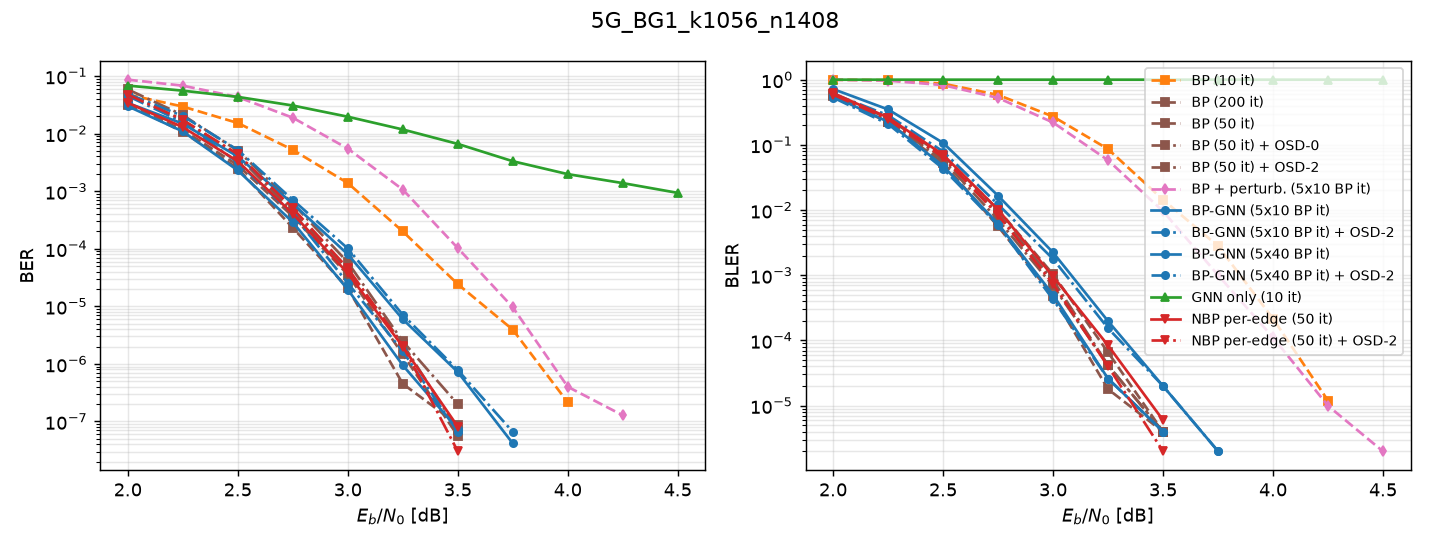 5G_BG1_k1056_n1408
10⁻¹
10⁻²
10⁻³
10⁻⁴
10⁻⁵
10⁻⁶
10⁻⁷
BER
2.0 2.5 3.0 3.5 4.0 4.5
E_b/N_0 [dB]
10⁰
10⁻¹
10⁻²
10⁻³
10⁻⁴
10⁻⁵
BLER
2.0 2.5 3.0 3.5 4.0 4.5
E_b/N_0 [dB]
BP (10 it)
BP (200 it)
BP (50 it)
BP (50 it) + OSD-0
BP (50 it) + OSD-2
BP + perturb. (5x10 BP it)
BP-GNN (5x10 BP it)
BP-GNN (5x10 BP it) + OSD-2
BP-GNN (5x40 BP it)
BP-GNN (5x40 BP it) + OSD-2
GNN only (10 it)
NBP per-edge (50 it)
NBP per-edge (50 it) + OSD-2